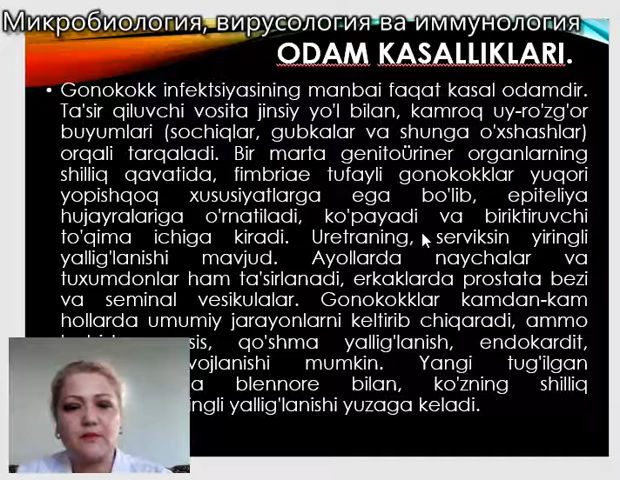 Микробиология, вирусология ва иммунология
ODAM KASALLIKLARI.
• Gonokokk infektsiyasining manbai faqat kasal odamdir.
Ta'sir qiluvchi vosita jinsiy yo'l bilan, kamroq uy-ro'zg'or
buyumlari (sochiqlar, gubkalar va shunga o'xshashlar)
orqali tarqaladi. Bir marta genitoüriner organlarning
shilliq qavatida, fimbriae tufayli gonokokklar yuqori
yopishqoq xususiyatlarga ega bo'lib, epiteliya
hujayralariga o'rnatiladi, ko'payadi va biriktiruvchi
to'qima ichiga kiradi. Uretraning, serviksin yiringli
yallig'lanishi mavjud. Ayollarda naychalar va
tuxumdonlar ham ta'sirlanadi, erkaklarda prostata bezi
va seminal vesikulalar. Gonokokklar kamdan-kam
hollarda umumiy jarayonlarni keltirib chiqaradi, ammo
qo'shma yallig'lanish, endokardit,
mumkin. Yangi tug'ilgan
blennore bilan, ko'zning shilliq
yallig'lanishi yuzaga keladi.